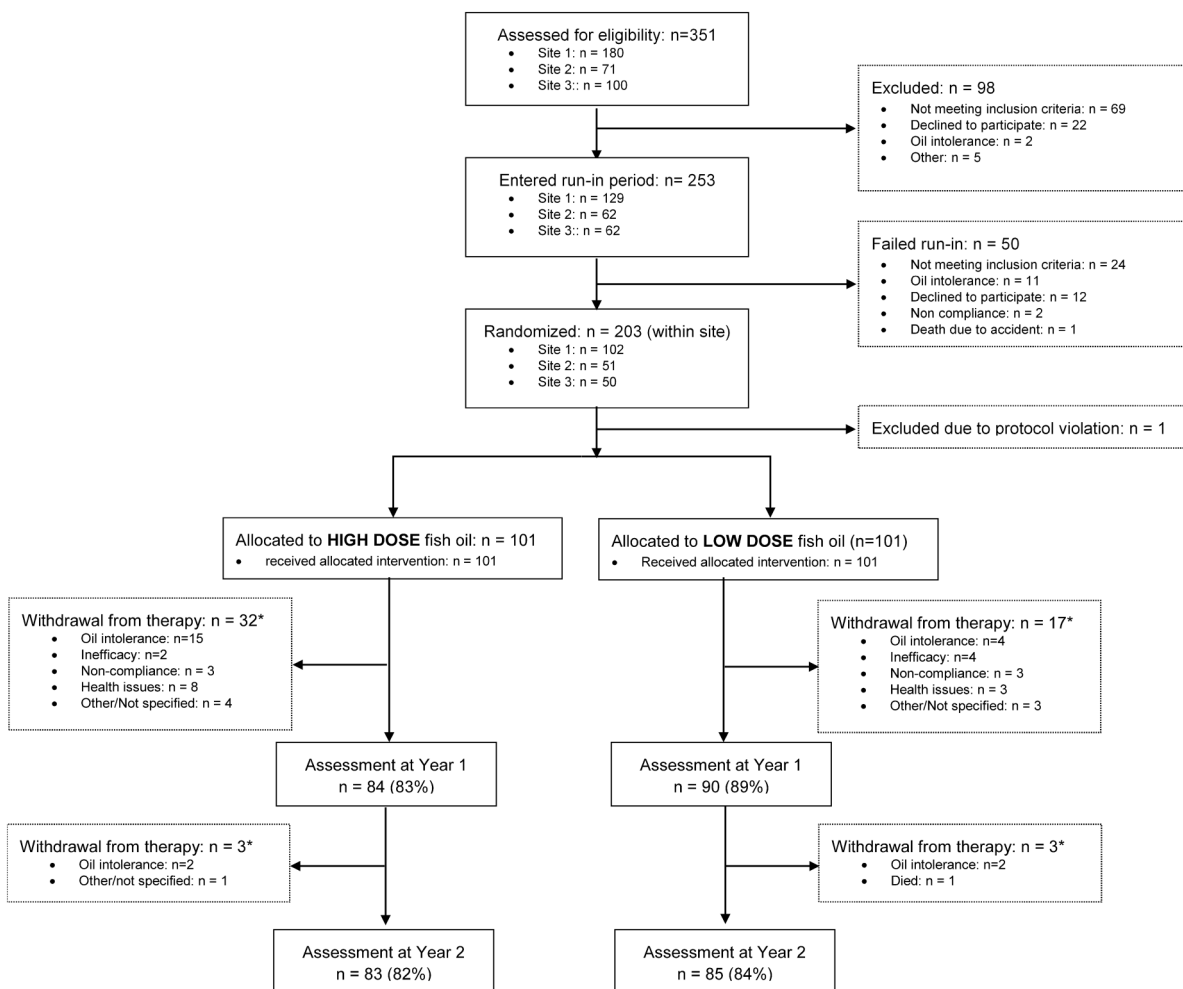 Assessed for eligibility: n=351
• Site 1: n = 180
• Site 2: n = 71
• Site 3:: n = 100
Excluded: n = 98
• Not meeting inclusion criteria: n = 69
• Declined to participate: n = 22
• Oil intolerance: n = 2
• Other: n = 5
Entered run-in period: n= 253
• Site 1: n = 129
• Site 2: n = 62
• Site 3:: n = 62
Failed run-in: n = 50
• Not meeting inclusion criteria: n = 24
• Oil intolerance: n = 11
• Declined to participate: n = 12
• Non compliance: n = 2
• Death due to accident: n = 1
Randomized: n = 203 (within site)
• Site 1: n = 102
• Site 2: n = 51
• Site 3: n = 50
Excluded due to protocol violation: n = 1
Allocated to HIGH DOSE fish oil: n = 101
• received allocated intervention: n = 101
Allocated to LOW DOSE fish oil (n=101)
• Received allocated intervention: n = 101
Withdrawal from therapy: n = 32*
• Oil intolerance: n=15
• Inefficacy: n=2
• Non-compliance: n = 3
• Health issues: n = 8
• Other/Not specified: n = 4
Withdrawal from therapy: n = 17*
• Oil intolerance: n=4
• Inefficacy: n=4
• Non-compliance: n = 3
• Health issues: n = 3
• Other/Not specified: n = 3
Assessment at Year 1
n = 84 (83%)
Assessment at Year 1
n = 90 (89%)
Withdrawal from therapy: n = 3*
• Oil intolerance: n=2
• Other/not specified: n = 1
Withdrawal from therapy: n = 3*
• Oil intolerance: n=2
• Died: n = 1
Assessment at Year 2
n = 83 (82%)
Assessment at Year 2
n = 85 (84%)